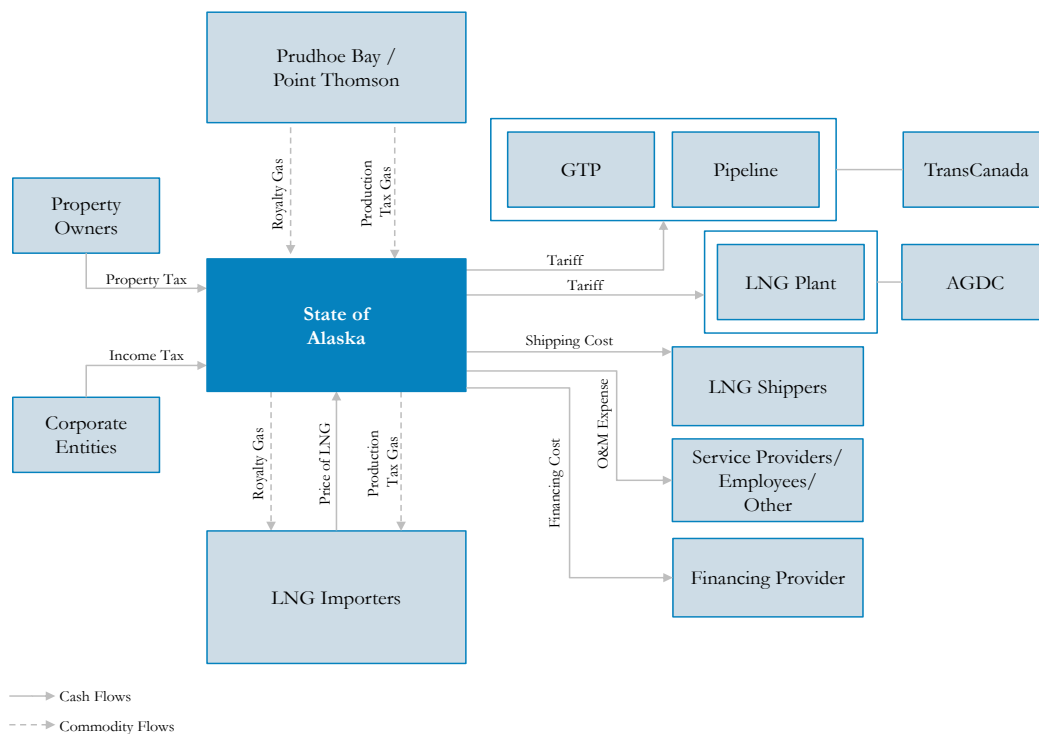 Prudhoe Bay /
Point Thomson
GTP
Pipeline
TransCanada
Royalty Gas
Production
Tax Gas
Property
Owners
Tariff
Property Tax
Tariff
LNG Plant
AGDC
State of
Alaska
Shipping Cost
Income Tax
LNG Shippers
O&M Expense
Corporate
Entities
Royalty Gas
Price of LNG
Production
Tax Gas
Financing Cost
Service Providers/
Employees/
Other
Financing Provider
LNG Importers
Cash Flows
Commodity Flows